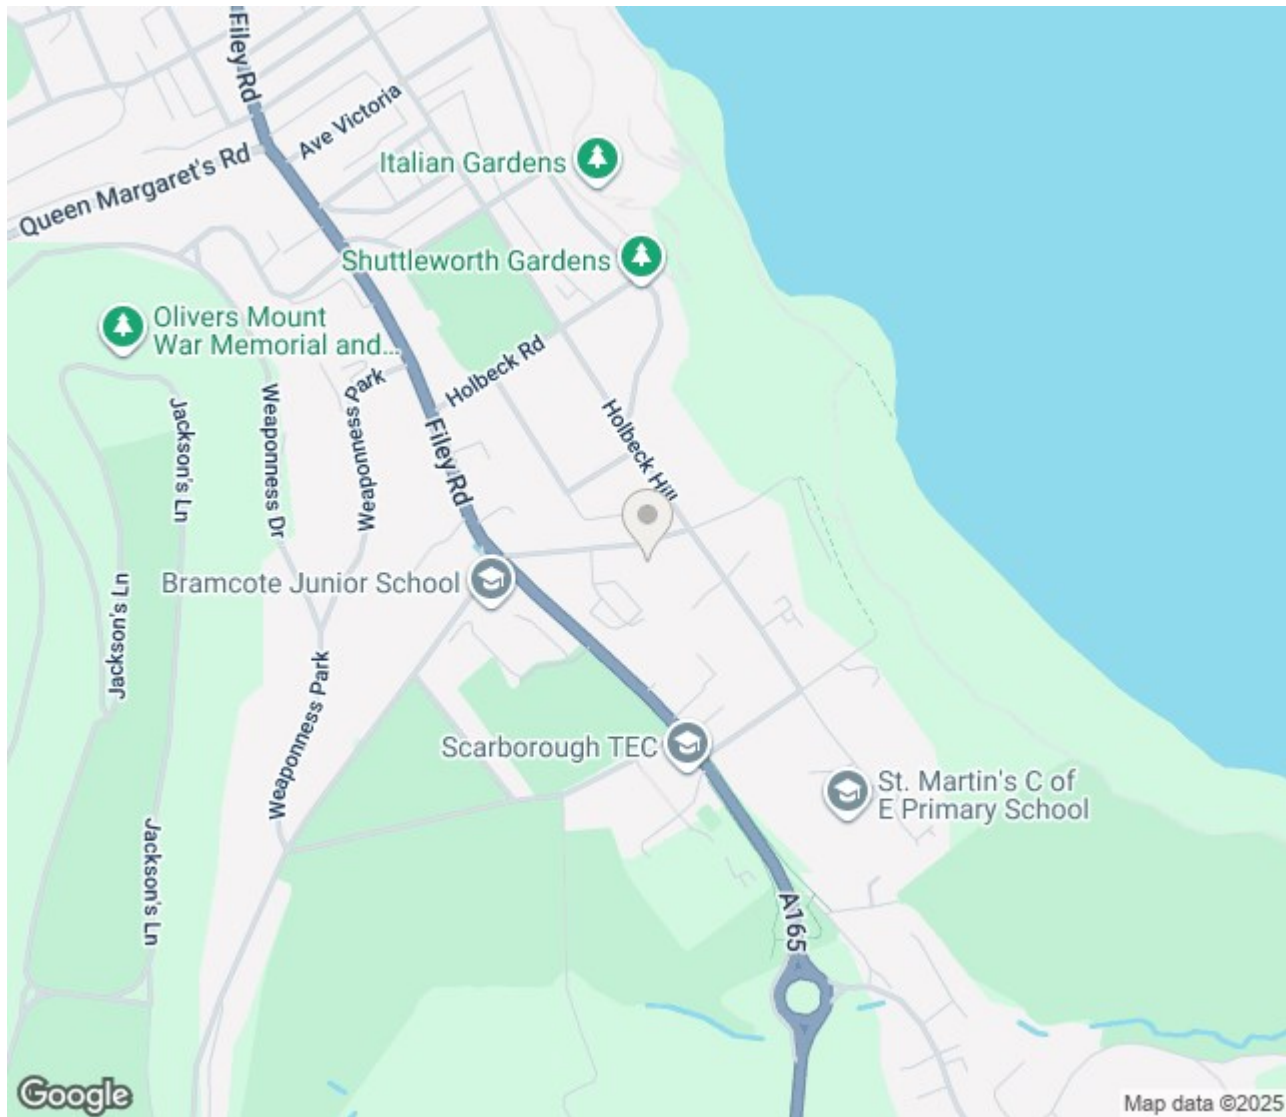 Filey Rd
Ave Victoria
Queen Margaret's Rd
Italian Gardens
Shuttleworth Gardens
Olivers Mount
War Memorial and...
Holbeck Rd
Weaponness Park
Jackson's Ln
Weaponness Dr
Holbeck Hill
Filey Rd
Bramcote Junior School
Jackson's Ln
Weaponness Park
Scarborough TEC
St. Martin's C of
E Primary School
Jackson's Ln
A165
Google
Map data ©2025